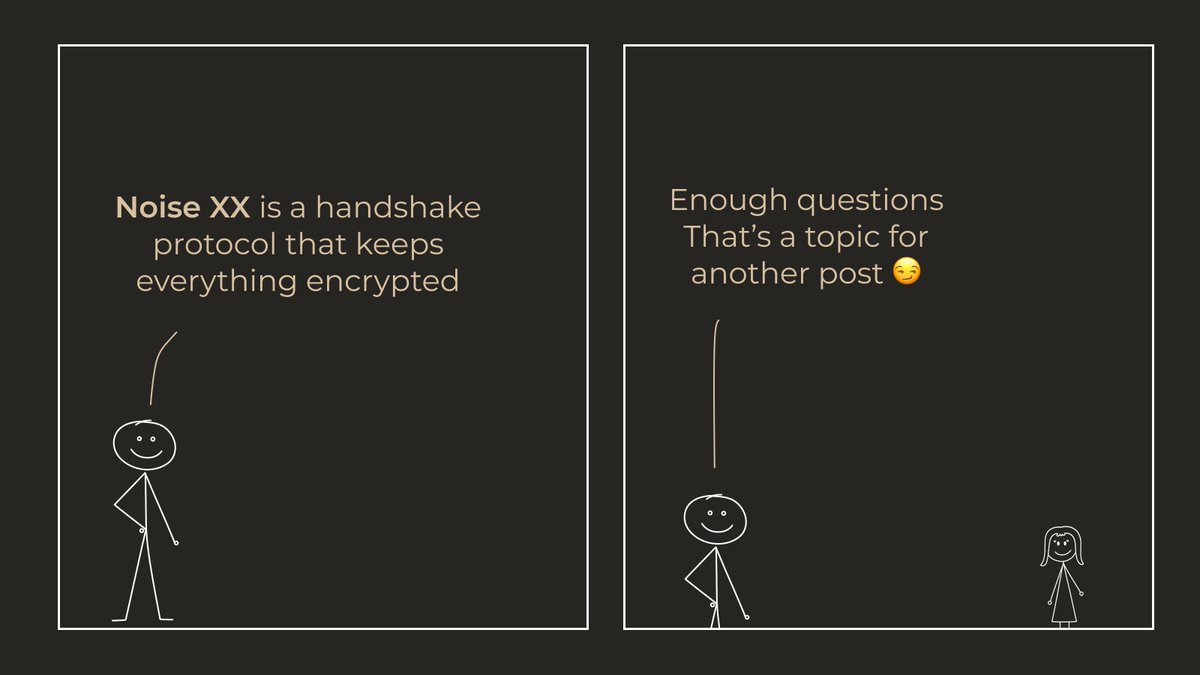 Noise XX is a handshake
protocol that keeps
everything encrypted
Enough questions
That’s a topic for
another post 😏